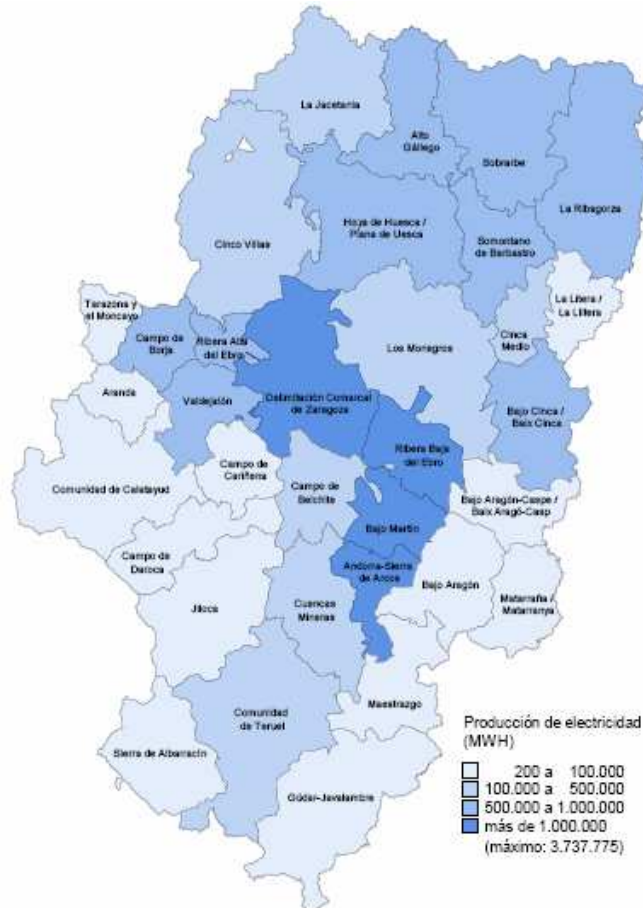 La Jacetania
Alto
Gállego
Sobrarbe
La Ribagorza
Hoya de Huesca /
Plana de Uesca
Cinco Villas
Somontano
de Barbastro
La Litera /
La Llitera
Tarazona y
el Moncayo
Campo de
Borja
Ribera Alta
del Ebro
Los Monegros
Cinca
Medio
Aranda
Valdejalón
Delimitación Comarcal
de Zaragoza
Bajo Cinca /
Baix Cinca
Ribera Baja
del Ebro
Campo de
Cariñena
Comunidad de Calatayud
Campo de
Belchite
Bajo Aragón-Caspe /
Baix Aragó-Casp
Bajo Martín
Campo de
Daroca
Andorra-Sierra
de Arcos
Bajo Aragón
Matarraña /
Matarranya
Jiloca
Cuencas
Mineras
Maestrazgo
Comunidad
de Teruel
Sierra de Albarracín
Gúdar-Javalambre
Producción de electricidad
(MWH)
200 a 100.000
100.000 a 500.000
500.000 a 1.000.000
más de 1.000.000
(máximo: 3.737.775)